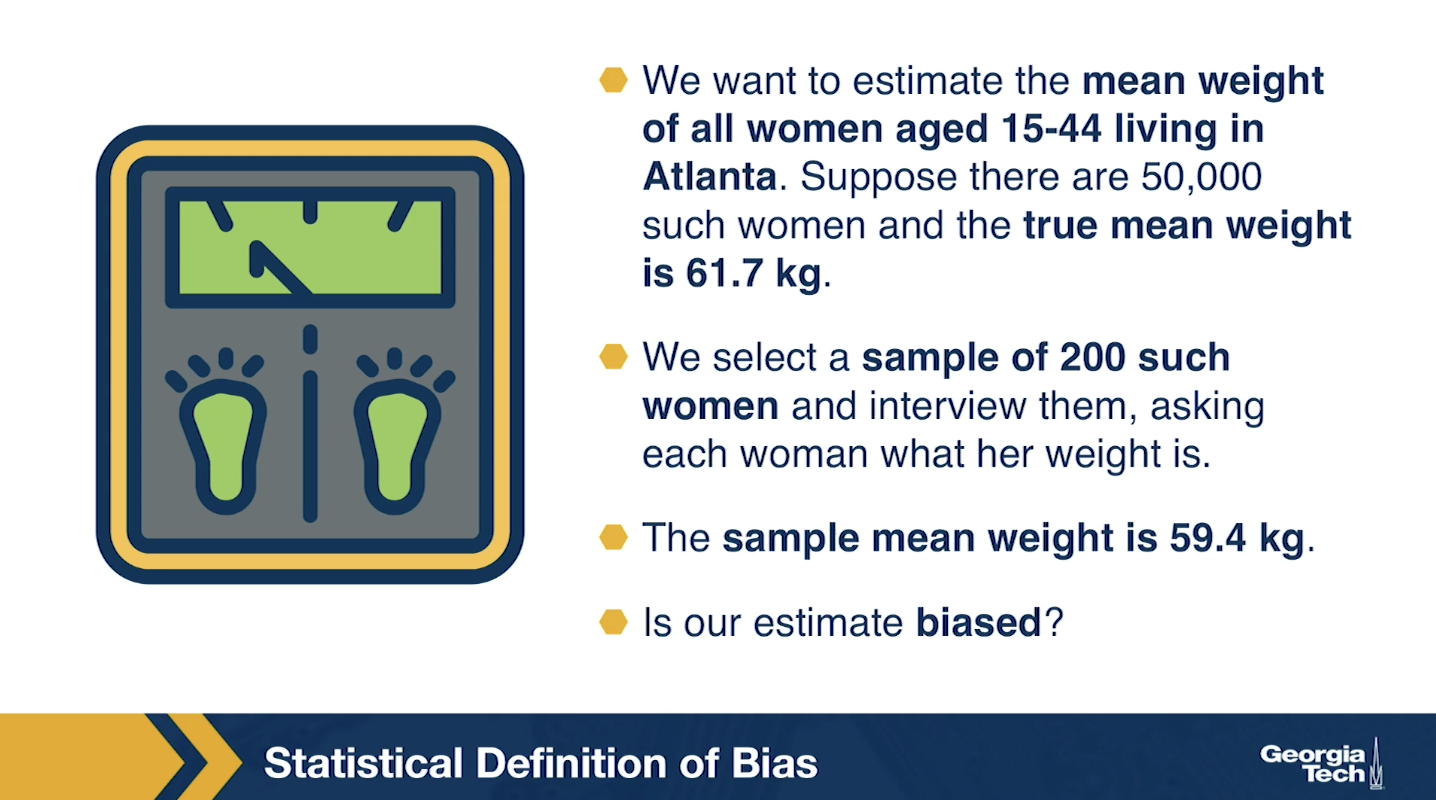 We want to estimate the mean weight
of all women aged 15-44 living in
Atlanta. Suppose there are 50,000
such women and the true mean weight
is 61.7 kg.
We select a sample of 200 such
women and interview them, asking
each woman what her weight is.
The sample mean weight is 59.4 kg.
Is our estimate biased?
Statistical Definition of Bias
Georgia
Tech